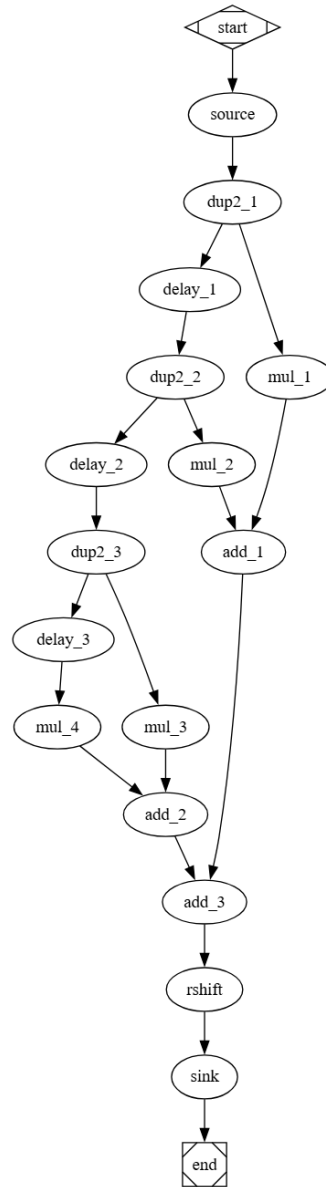 start
source
dup2_1
delay_1
dup2_2
mul_1
delay_2
mul_2
dup2_3
add_1
delay_3
mul_4
mul_3
add_2
add_3
rshift
sink
end